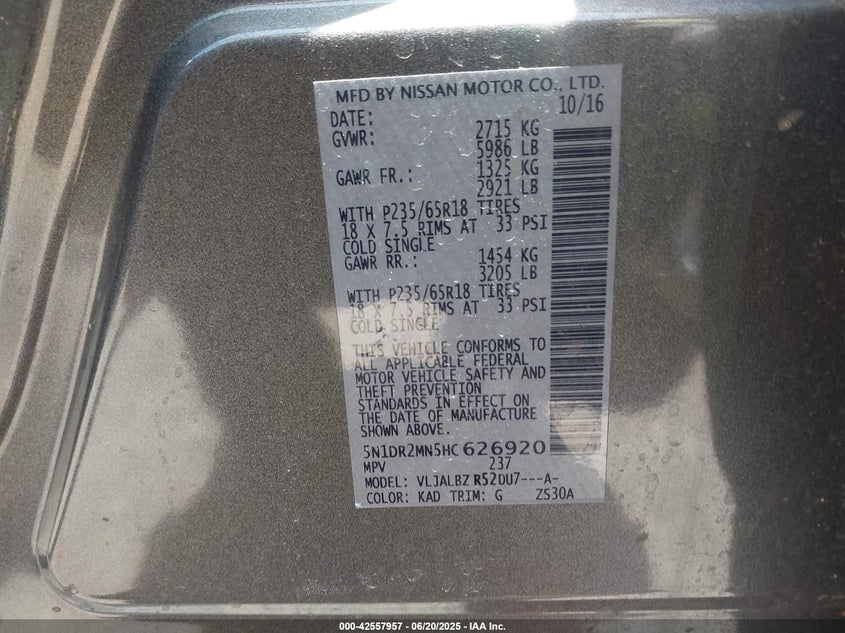 MFD BY NISSAN MOTOR CO., LTD.
DATE: 10/16
GVWR: 2715 KG
5986 LB
GAWR FR.: 1325 KG
2921 LB
WITH P235/65R18 TIRES
18 X 7.5 RIMS AT 33 PSI
COLD SINGLE
GAWR RR.: 1454 KG
3205 LB
WITH P235/65R18 TIRES
18 X 7.5 RIMS AT 33 PSI
COLD SINGLE
THIS VEHICLE CONFORMS TO
ALL APPLICABLE FEDERAL
MOTOR VEHICLE SAFETY AND
THEFT PREVENTION
STANDARDS IN EFFECT ON
THE DATE OF MANUFACTURE
SHOWN ABOVE.
5N1DR2MN5HC626920
MPV 237
MODEL: VLJALBZ R52DU7---A-
COLOR: KAD TRIM: G ZS30A
000-42557957 - 06/20/2025 - IAA Inc.